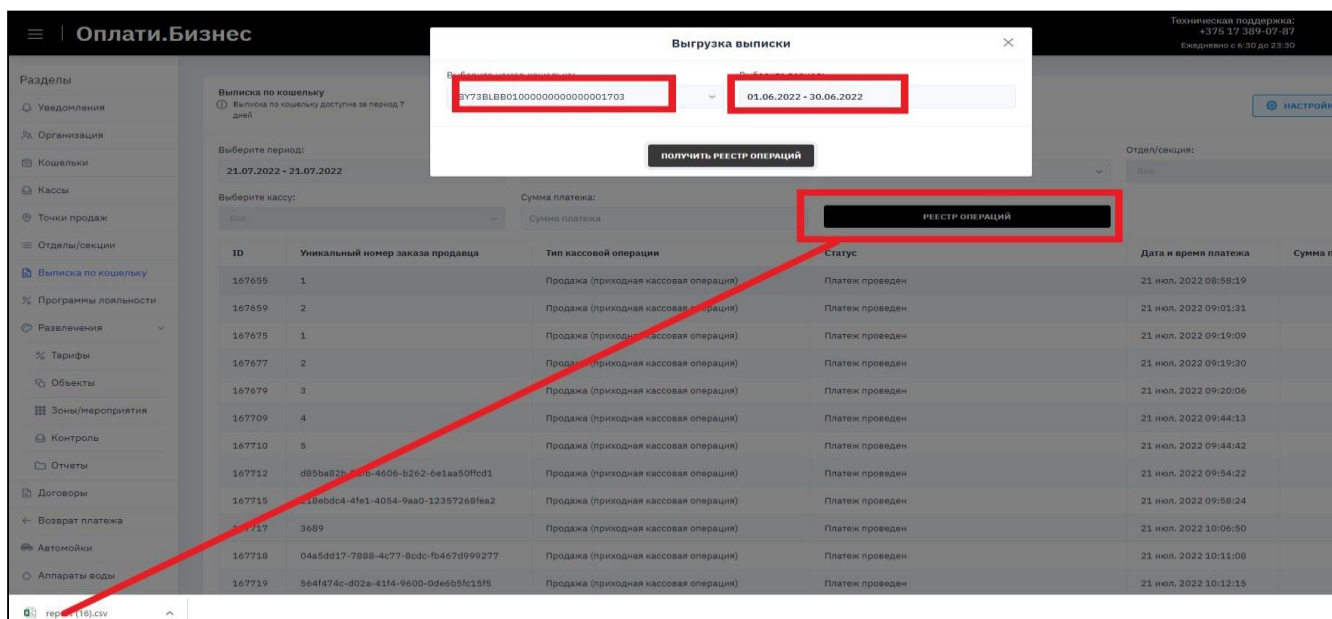 Оплати.Бизнес
Техническая поддержка:
+375 17 389-07-87
Ежедневно с 6:30 до 23:30
Выгрузка выписки
BY73BLBB01000000000000001703
01.06.2022 - 30.06.2022
ПОЛУЧИТЬ РЕЕСТР ОПЕРАЦИЙ
Разделы
Уведомления
Организация
Кошельки
Кассы
Точки продаж
Отделы/секции
Выписка по кошельку
Программы лояльности
Развлечения
Тарифы
Объекты
Зоны/мероприятия
Контроль
Отчеты
Договоры
Возврат платежа
Автомойки
Аппараты воды
Выписка по кошельку
Выписка по кошельку доступна за период 7
дней
Выберите период:
21.07.2022 - 21.07.2022
Отдел/секция:
Все
Выберите кассу:
Все
Сумма платежа:
Сумма платежа
РЕЕСТР ОПЕРАЦИЙ
ID Уникальный номер заказа продавца Тип кассовой операции Статус Дата и время платежа Сумма
167655 1 Продажа (приходная кассовая операция) Платеж проведен 21 июл. 2022 08:58:19
167659 2 Продажа (приходная кассовая операция) Платеж проведен 21 июл. 2022 09:01:31
167675 1 Продажа (приходная кассовая операция) Платеж проведен 21 июл. 2022 09:19:09
167677 2 Продажа (приходная кассовая операция) Платеж проведен 21 июл. 2022 09:19:30
167679 3 Продажа (приходная кассовая операция) Платеж проведен 21 июл. 2022 09:20:06
167709 4 Продажа (приходная кассовая операция) Платеж проведен 21 июл. 2022 09:44:13
167710 5 Продажа (приходная кассовая операция) Платеж проведен 21 июл. 2022 09:44:42
167712 Продажа (приходная кассовая операция) Платеж проведен 21 июл. 2022 09:54:22
167715 Продажа (приходная кассовая операция) Платеж проведен 21 июл. 2022 09:58:24
3689 Продажа (приходная кассовая операция) Платеж проведен 21 июл. 2022 10:06:50
167718 04a5dd17-7888-4c77-8cdc-fb467d999277 Продажа (приходная кассовая операция) Платеж проведен 21 июл. 2022 10:11:08
167719 564f474c-d02a-41f4-9600-0de6b5fc15f5 Продажа (приходная кассовая операция) Платеж проведен 21 июл. 2022 10:12:15
(16).csv